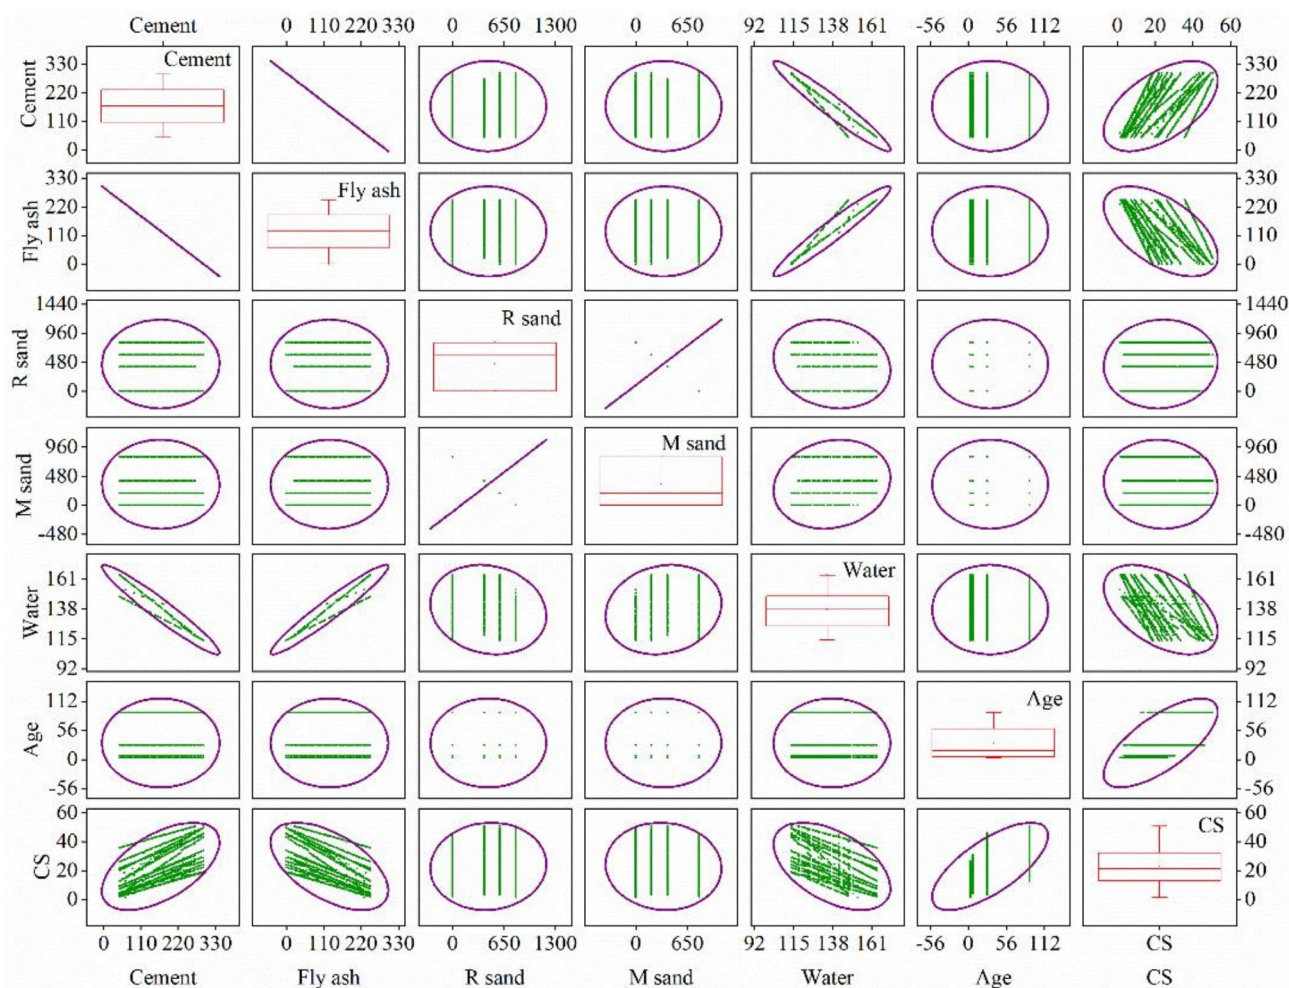 Cement 0 110 220 330 0 650 1300 0 650 92 115 138 161 -56 0 56 112 0 20 40 60
Cement 330 220 110 0 Cement 330 220 110 0
Fly ash 330 220 110 0 Fly ash 330 220 110 0
R sand 1440 960 480 0 R sand 1440 960 480 0
M sand 960 480 0 -480 M sand 960 480 0 -480
Water 161 138 115 92 Water 161 138 115 92
Age 112 56 0 -56 Age 112 56 0 -56
CS 60 40 20 0 CS 60 40 20 0
0 110 220 330 0 110 220 330 0 650 1300 0 650 92 115 138 161 -56 0 56 112 CS
Cement Fly ash R sand M sand Water Age CS